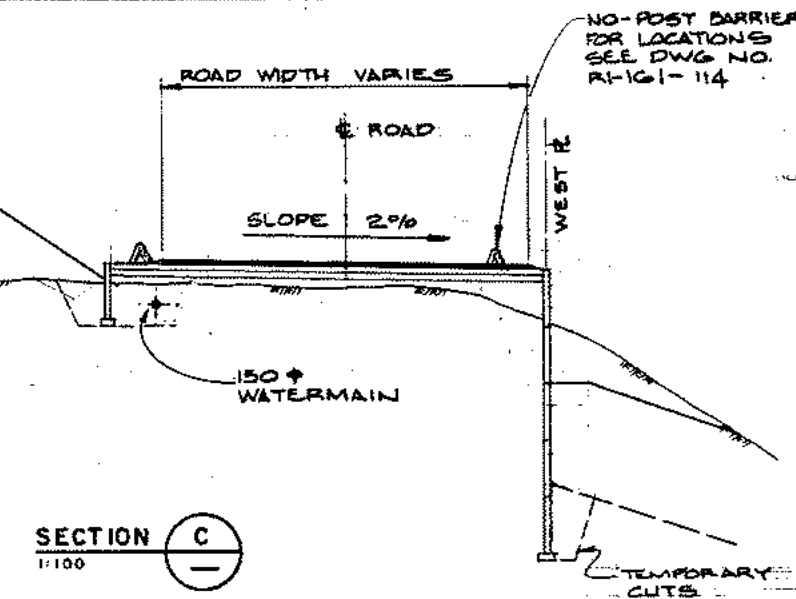 NO-POST BARRIER
FOR LOCATIONS
SEE DWG NO.
R1-161-114
ROAD WIDTH VARIES
℄ ROAD
WEST ⅊
SLOPE 2%
150 ϕ
WATERMAIN
SECTION C
1:100
TEMPORARY
CUTS